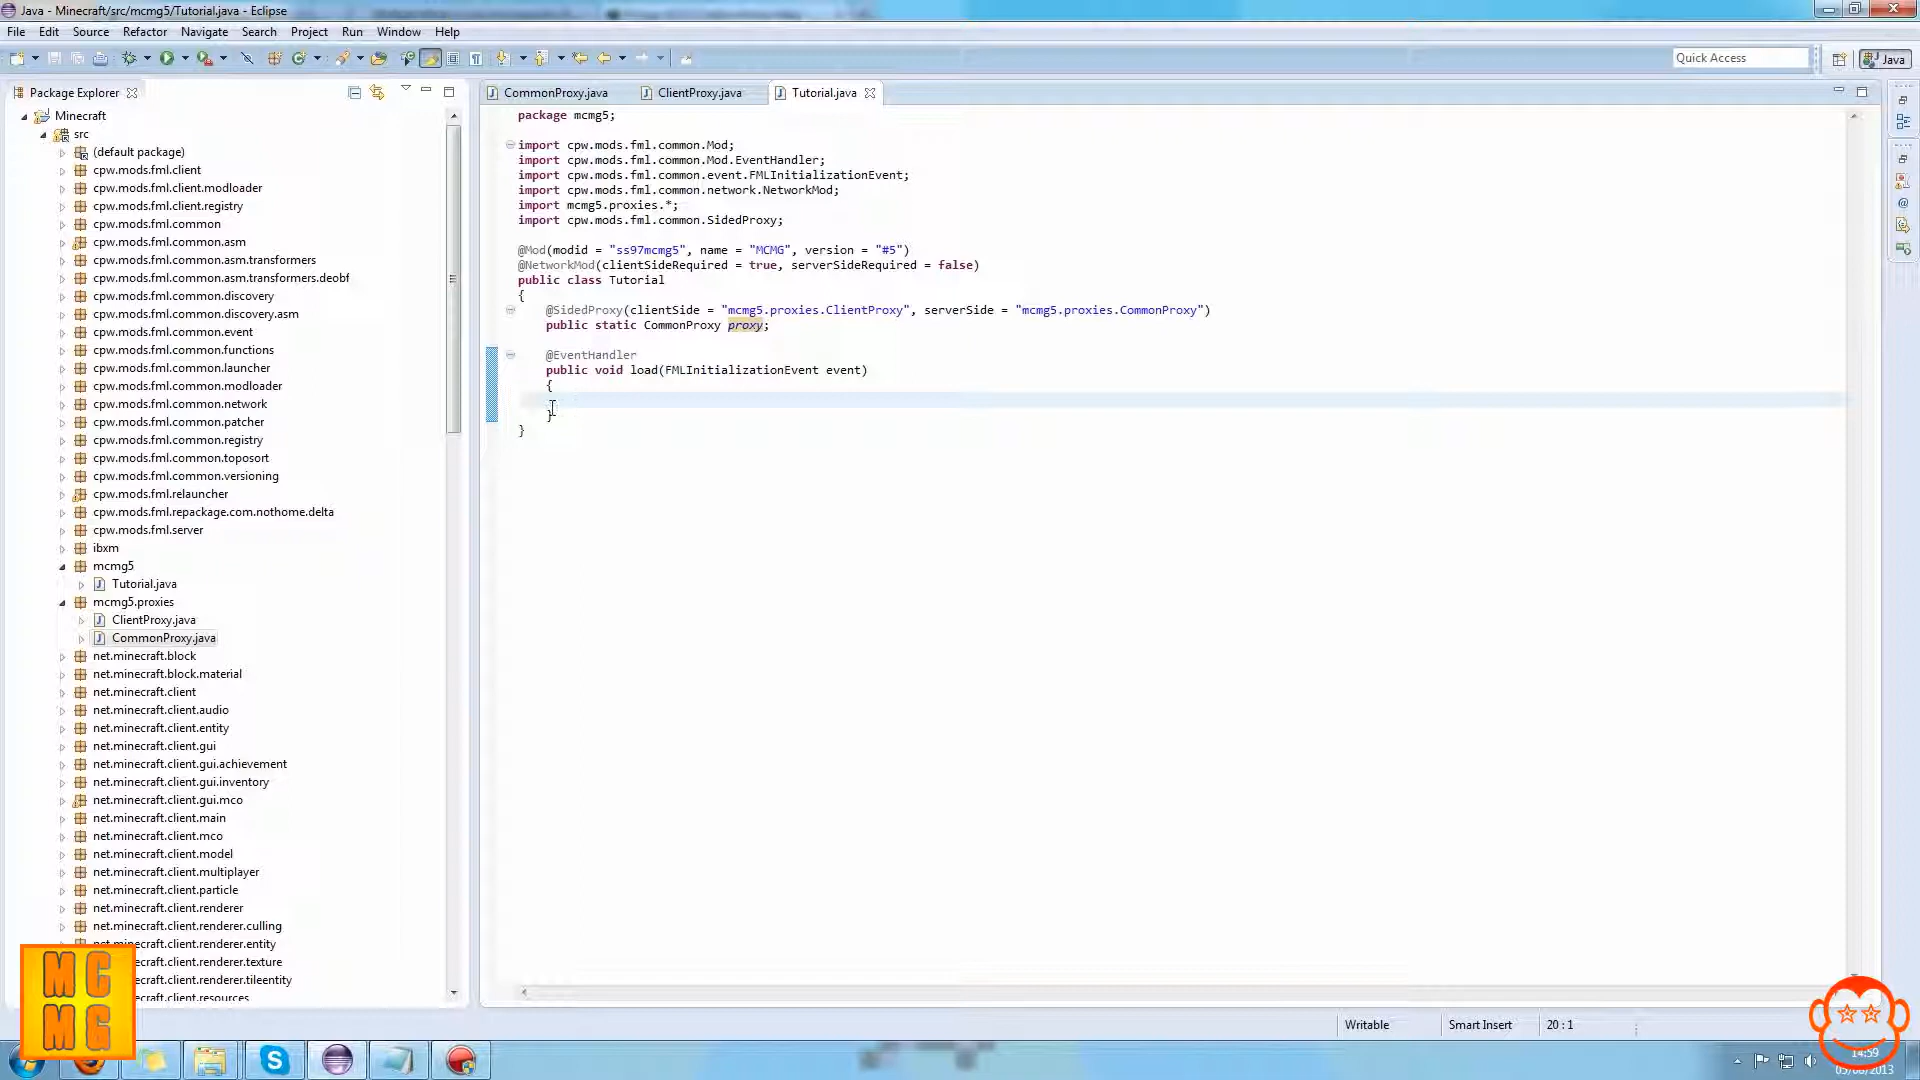 Java - Minecraft/src/mcmg5/Tutorial.java - Eclipse
File Edit Source Refactor Navigate Search Project Run Window Help
Quick Access
Java
Package Explorer
CommonProxy.java
ClientProxy.java
Tutorial.java
Minecraft
src
(default package)
cpw.mods.fml.client
cpw.mods.fml.client.modloader
cpw.mods.fml.client.registry
cpw.mods.fml.common
cpw.mods.fml.common.asm
cpw.mods.fml.common.asm.transformers
cpw.mods.fml.common.asm.transformers.deobf
cpw.mods.fml.common.discovery
cpw.mods.fml.common.discovery.asm
cpw.mods.fml.common.event
cpw.mods.fml.common.functions
cpw.mods.fml.common.launcher
cpw.mods.fml.common.modloader
cpw.mods.fml.common.network
cpw.mods.fml.common.patcher
cpw.mods.fml.common.registry
cpw.mods.fml.common.toposort
cpw.mods.fml.common.versioning
cpw.mods.fml.relauncher
cpw.mods.fml.repackage.com.nothome.delta
cpw.mods.fml.server
ibxm
mcmg5
Tutorial.java
mcmg5.proxies
ClientProxy.java
CommonProxy.java
net.minecraft.block
net.minecraft.block.material
net.minecraft.client
net.minecraft.client.audio
net.minecraft.client.entity
net.minecraft.client.gui
net.minecraft.client.gui.achievement
net.minecraft.client.gui.inventory
net.minecraft.client.gui.mco
net.minecraft.client.main
net.minecraft.client.mco
net.minecraft.client.model
net.minecraft.client.multiplayer
net.minecraft.client.particle
net.minecraft.client.renderer
net.minecraft.client.renderer.culling
net.minecraft.client.renderer.entity
ecraft.client.renderer.texture
ecraft.client.renderer.tileentity
ecraft.client.resources
package mcmg5;
import cpw.mods.fml.common.Mod;
import cpw.mods.fml.common.Mod.EventHandler;
import cpw.mods.fml.common.event.FMLInitializationEvent;
import cpw.mods.fml.common.network.NetworkMod;
import mcmg5.proxies.*;
import cpw.mods.fml.common.SidedProxy;
@Mod(modid = "ss97mcmg5", name = "MCMG", version = "#5")
@NetworkMod(clientSideRequired = true, serverSideRequired = false)
public class Tutorial
{
@SidedProxy(clientSide = "mcmg5.proxies.ClientProxy", serverSide = "mcmg5.proxies.CommonProxy")
public static CommonProxy proxy;
@EventHandler
public void load(FMLInitializationEvent event)
{
}
}
Writable
Smart Insert
20 : 1
MC
MG
14:59